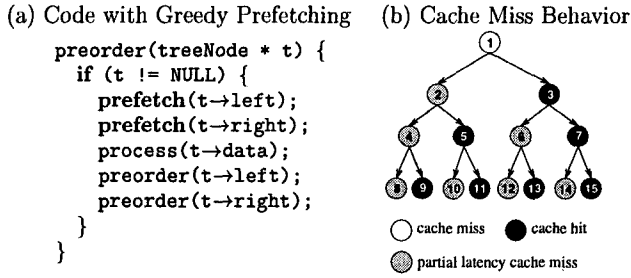 (a) Code with Greedy Prefetching
preorder(treeNode * t) {
if (t != NULL) {
prefetch(t→left);
prefetch(t→right);
process(t→data);
preorder(t→left);
preorder(t→right);
}
}
(b) Cache Miss Behavior
1
2 3
4 5 6 7
8 9 10 11 12 13 14 15
cache miss cache hit
partial latency cache miss